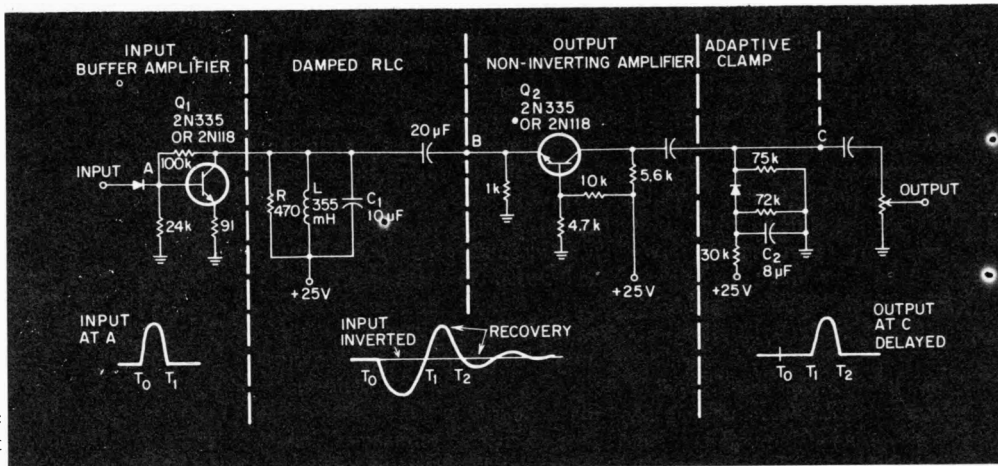 INPUT
BUFFER AMPLIFIER
DAMPED RLC
OUTPUT
NON-INVERTING AMPLIFIER
ADAPTIVE
CLAMP
Q1
2N335
OR 2N118
A
100k
INPUT
24k
91
R
470
L
355
mH
C1
10µF
+25V
20µF
B
Q2
2N335
OR 2N118
1k
10k
4.7k
5,6k
+25V
C
75k
72k
C2
8µF
30k
+25V
OUTPUT
INPUT
AT A
T0 T1
INPUT
INVERTED
RECOVERY
T0 T1 T2
OUTPUT
AT C
DELAYED
T0 T1 T2